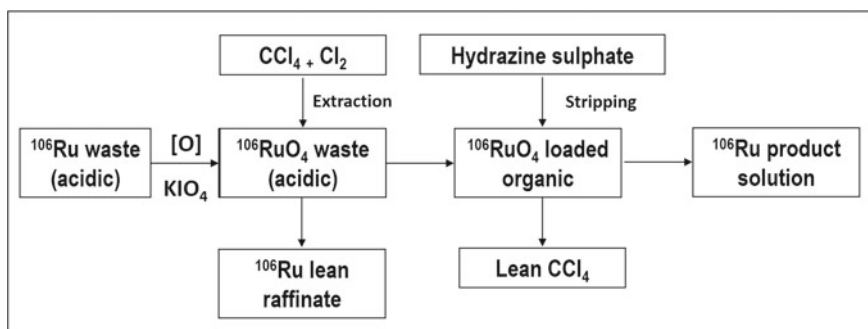 CCl₄ + Cl₂
Hydrazine sulphate
Extraction
Stripping
¹⁰⁶Ru waste
(acidic)
[O]
KIO₄
¹⁰⁶RuO₄ waste
(acidic)
¹⁰⁶RuO₄ loaded
organic
¹⁰⁶Ru product
solution
¹⁰⁶Ru lean
raffinate
Lean CCl₄